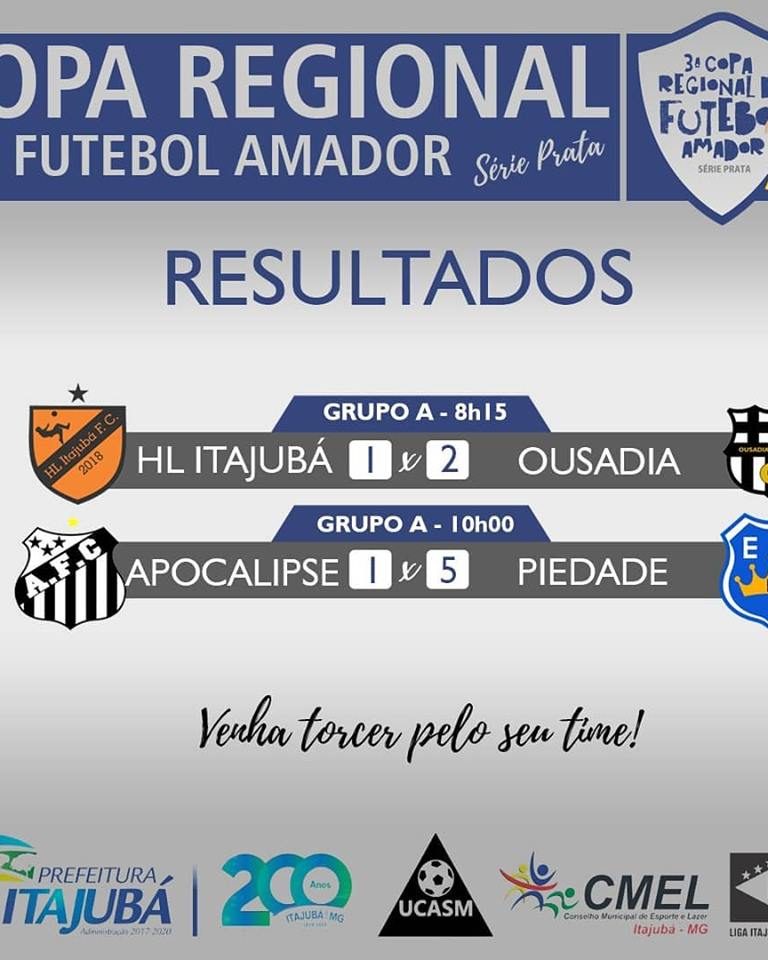 OPA REGIONAL
FUTEBOL AMADOR Série Prata
3ª COPA
REGIONAL D
FUTEBO
AMADOR
SÉRIE PRATA
RESULTADOS
GRUPO A - 8h15
HL Itajubá F.C.
2018
HL ITAJUBÁ 1 x 2 OUSADIA
OUSADIA
GRUPO A - 10h00
A.F.C
APOCALIPSE 1 x 5 PIEDADE
E
Venha torcer pelo seu time!
PREFEITURA
ITAJUBÁ
Administração 2017-2020
200
Anos
ITAJUBÁ MG
UCASM
CMEL
Conselho Municipal de Esporte e Lazer
Itajubá - MG
LIGA ITAJ